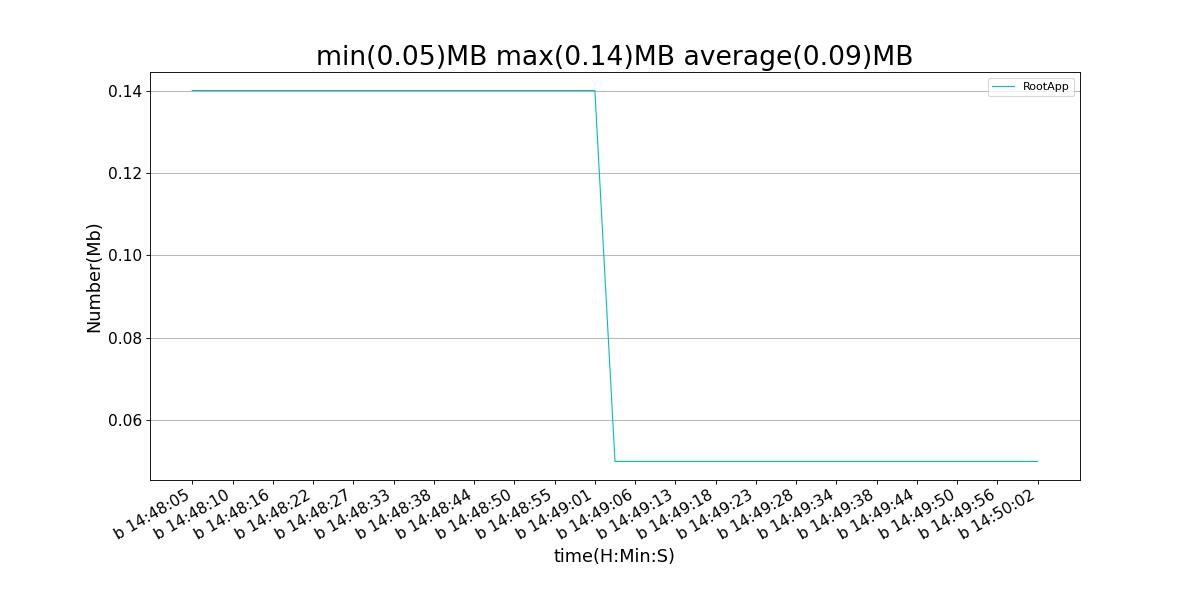 min(0.05)MB max(0.14)MB average(0.09)MB
RootApp
0.14
0.12
0.10
0.08
0.06
Number(Mb)
b 14:48:05
b 14:48:10
b 14:48:16
b 14:48:22
b 14:48:27
b 14:48:33
b 14:48:38
b 14:48:44
b 14:48:50
b 14:48:55
b 14:49:01
b 14:49:06
b 14:49:13
b 14:49:18
b 14:49:23
b 14:49:28
b 14:49:34
b 14:49:38
b 14:49:44
b 14:49:50
b 14:49:56
b 14:50:02
time(H:Min:S)